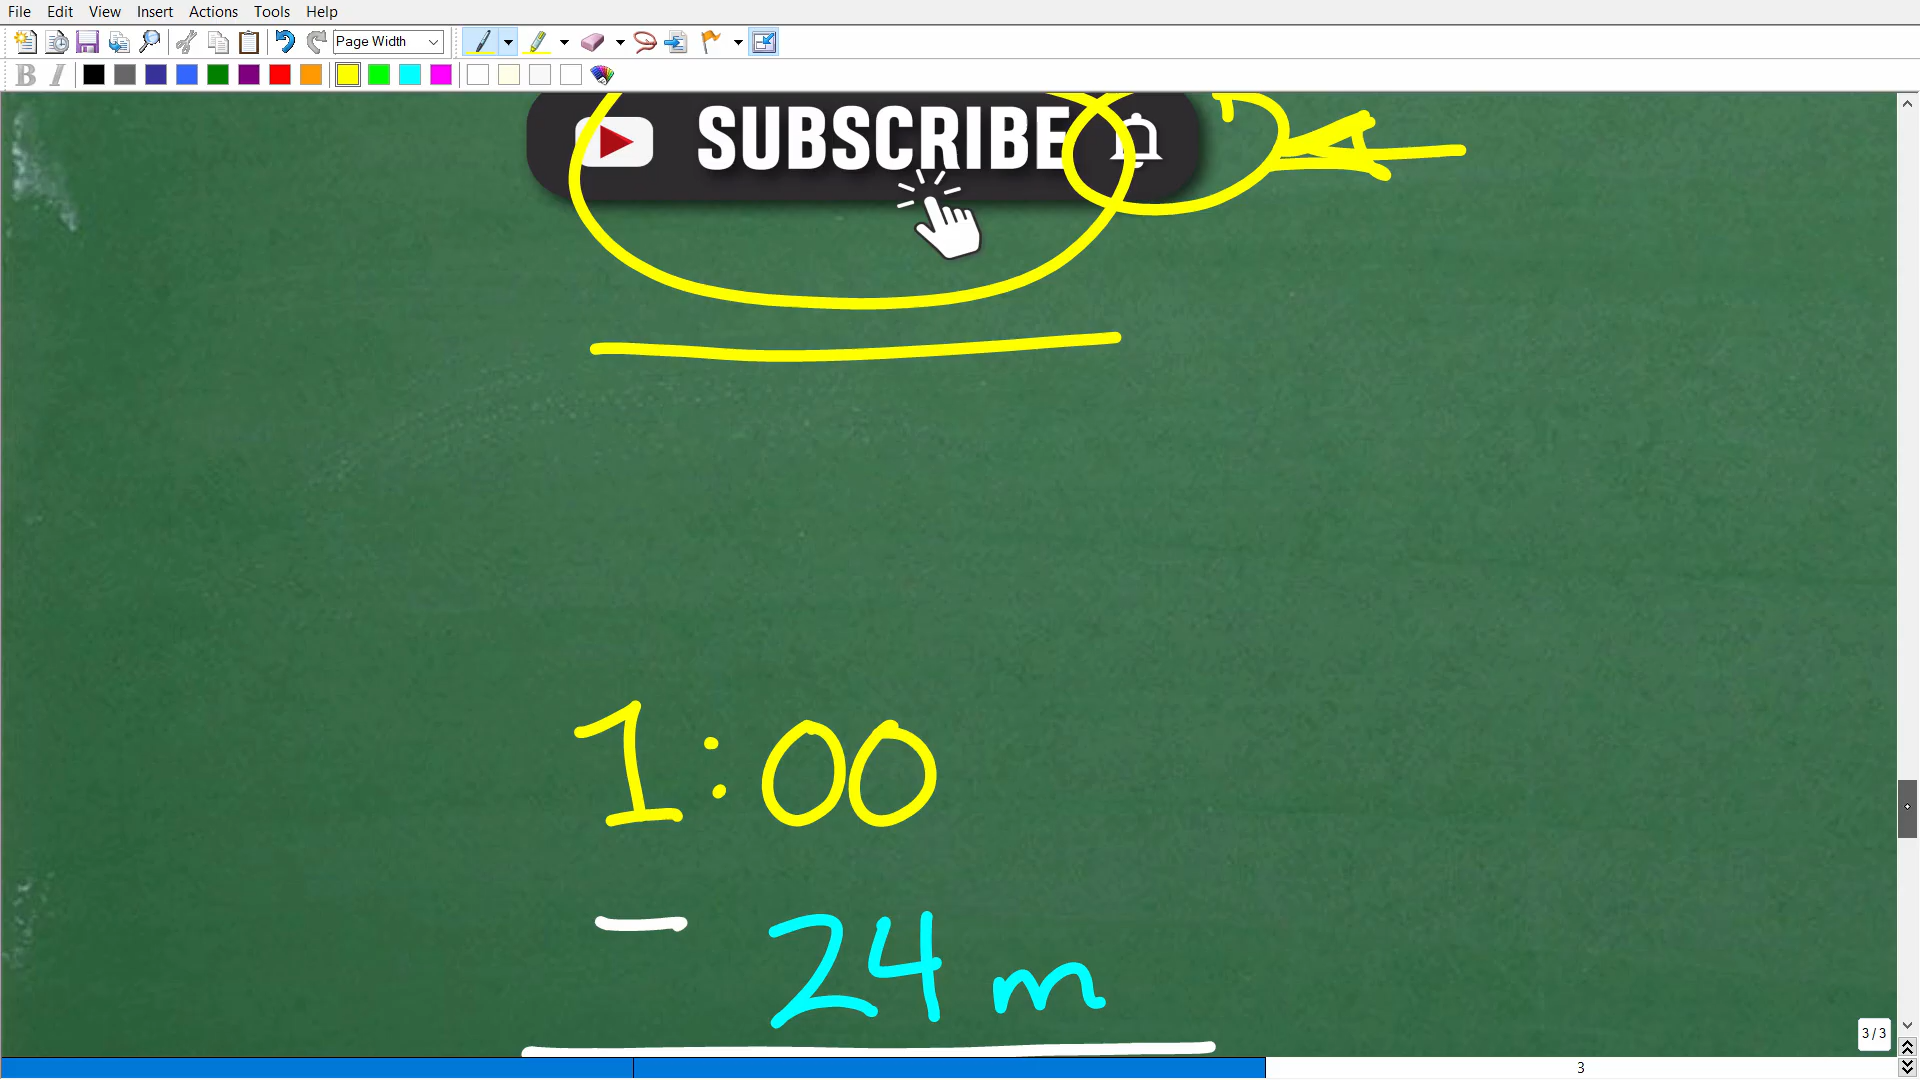 File Edit View Insert Actions Tools Help
Page Width
B I
SUBSCRIBE
1:00
- 24 m
3 / 3
3